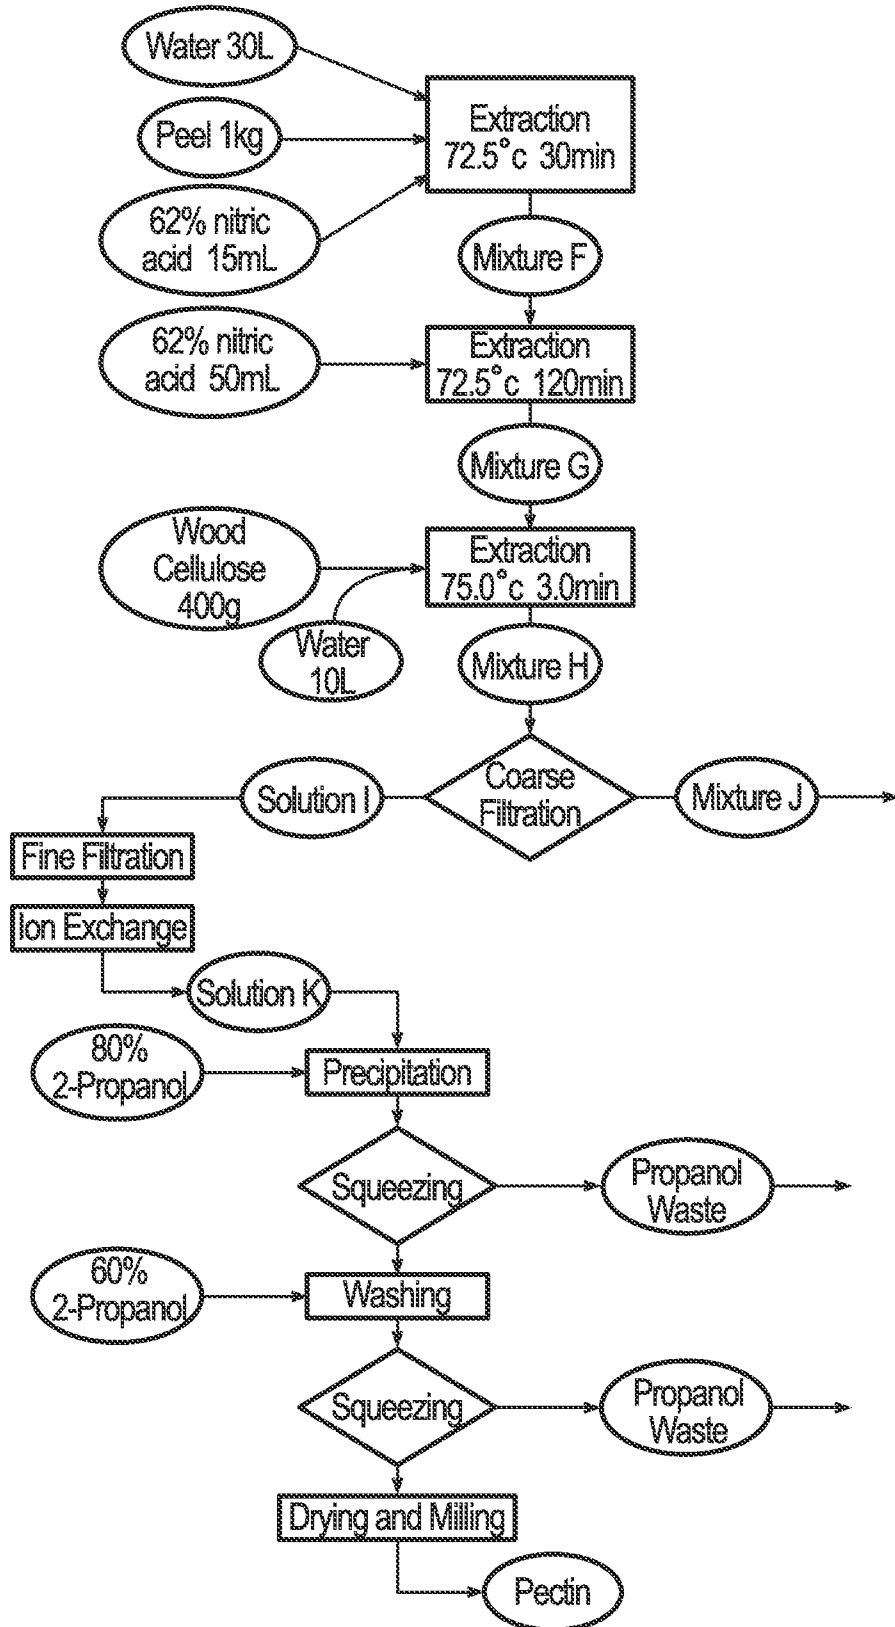 Water 30L
Peel 1kg
62% nitric
acid 15mL
Extraction
72.5°c 30min
Mixture F
62% nitric
acid 50mL
Extraction
72.5°c 120min
Mixture G
Wood
Cellulose
400g
Water
10L
Extraction
75.0°c 3.0min
Mixture H
Coarse
Filtration
Solution I
Mixture J
Fine Filtration
Ion Exchange
Solution K
80%
2-Propanol
Precipitation
Squeezing
Propanol
Waste
60%
2-Propanol
Washing
Squeezing
Propanol
Waste
Drying and Milling
Pectin